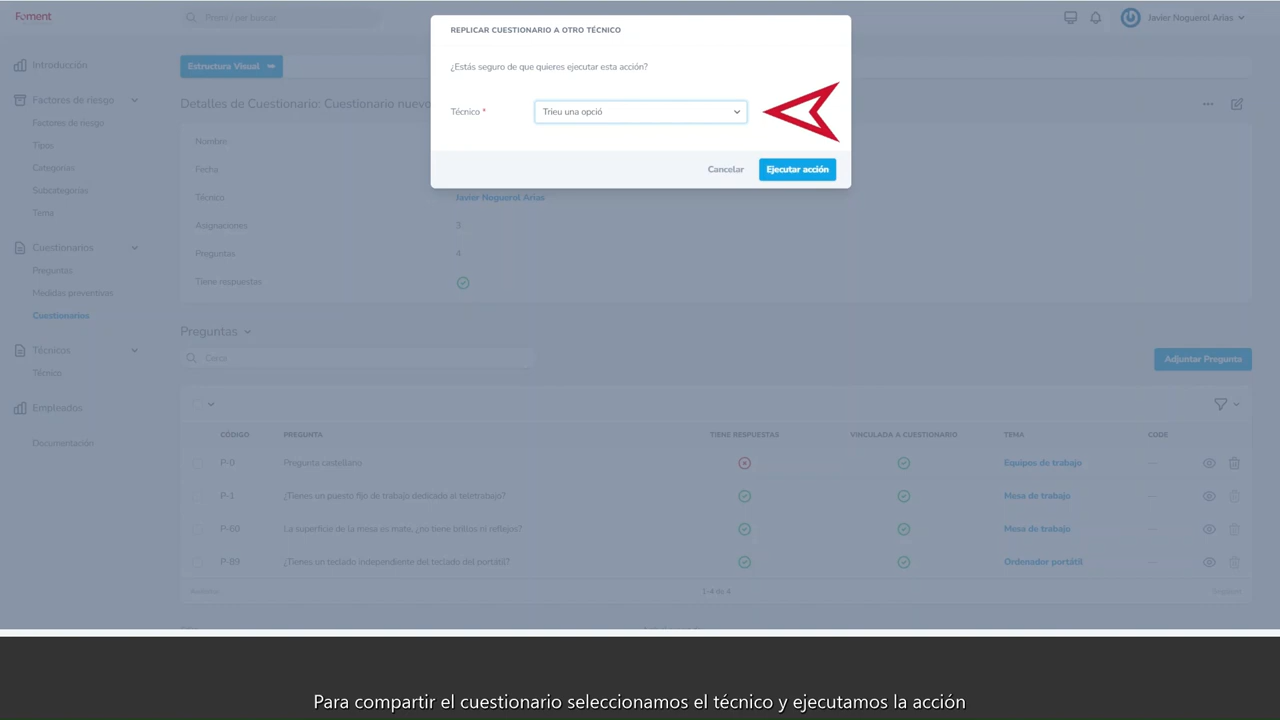 Foment
Premi / per buscar
Javier Noguerol Arias
REPLICAR CUESTIONARIO A OTRO TÉCNICO
¿Estás seguro de que quieres ejecutar esta acción?
Técnico *
Trieu una opció
Cancelar
Ejecutar acción
Introducción
Factores de riesgo
Factores de riesgo
Tipos
Categorías
Subcategorías
Tema
Cuestionarios
Preguntas
Medidas preventivas
Cuestionarios
Técnicos
Técnico
Empleados
Documentación
Estructura Visual
Detalles de Cuestionario: Cuestionario nuevo
Nombre
Fecha
Técnico Javier Noguerol Arias
Asignaciones 3
Preguntas 4
Tiene respuestas
Preguntas
Cerca
Adjuntar Pregunta
CÓDIGO PREGUNTA TIENE RESPUESTAS VINCULADA A CUESTIONARIO TEMA CODE
P-0 Pregunta castellano Equipos de trabajo —
P-1 ¿Tienes un puesto fijo de trabajo dedicado al teletrabajo? Mesa de trabajo —
P-60 La superficie de la mesa es mate, ¿no tiene brillos ni reflejos? Mesa de trabajo —
P-89 ¿Tienes un teclado independiente del teclado del portátil? Ordenador portátil —
1-4 de 4
Para compartir el cuestionario seleccionamos el técnico y ejecutamos la acción